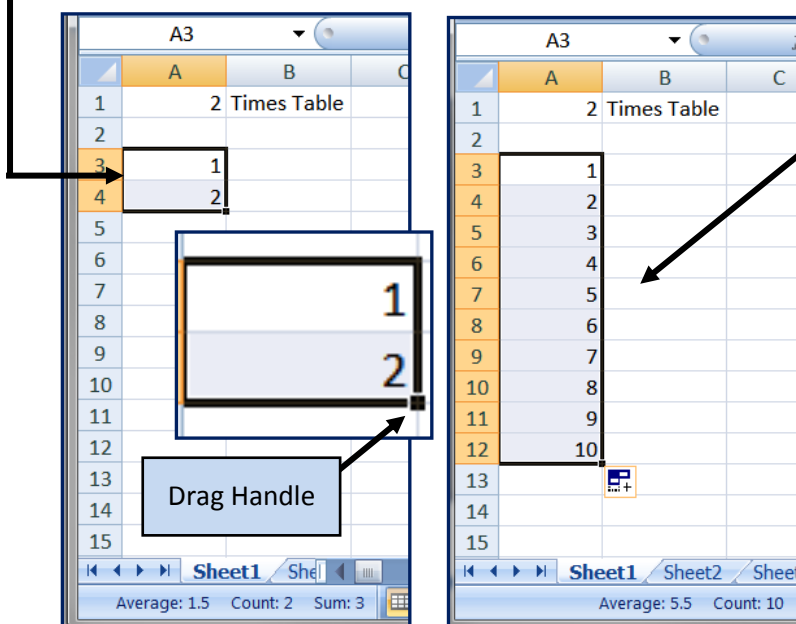 A3
A B C
1 2 Times Table
2
3 1
4 2
5
6
7
8
9
10
11
12
13
14
15
1
2
Drag Handle
Sheet1
Average: 1.5 Count: 2 Sum: 3
A3
A B C
1 2 Times Table
2
3 1
4 2
5 3
6 4
7 5
8 6
9 7
10 8
11 9
12 10
13
14
15
Sheet1 Sheet2 Sheet
Average: 5.5 Count: 10